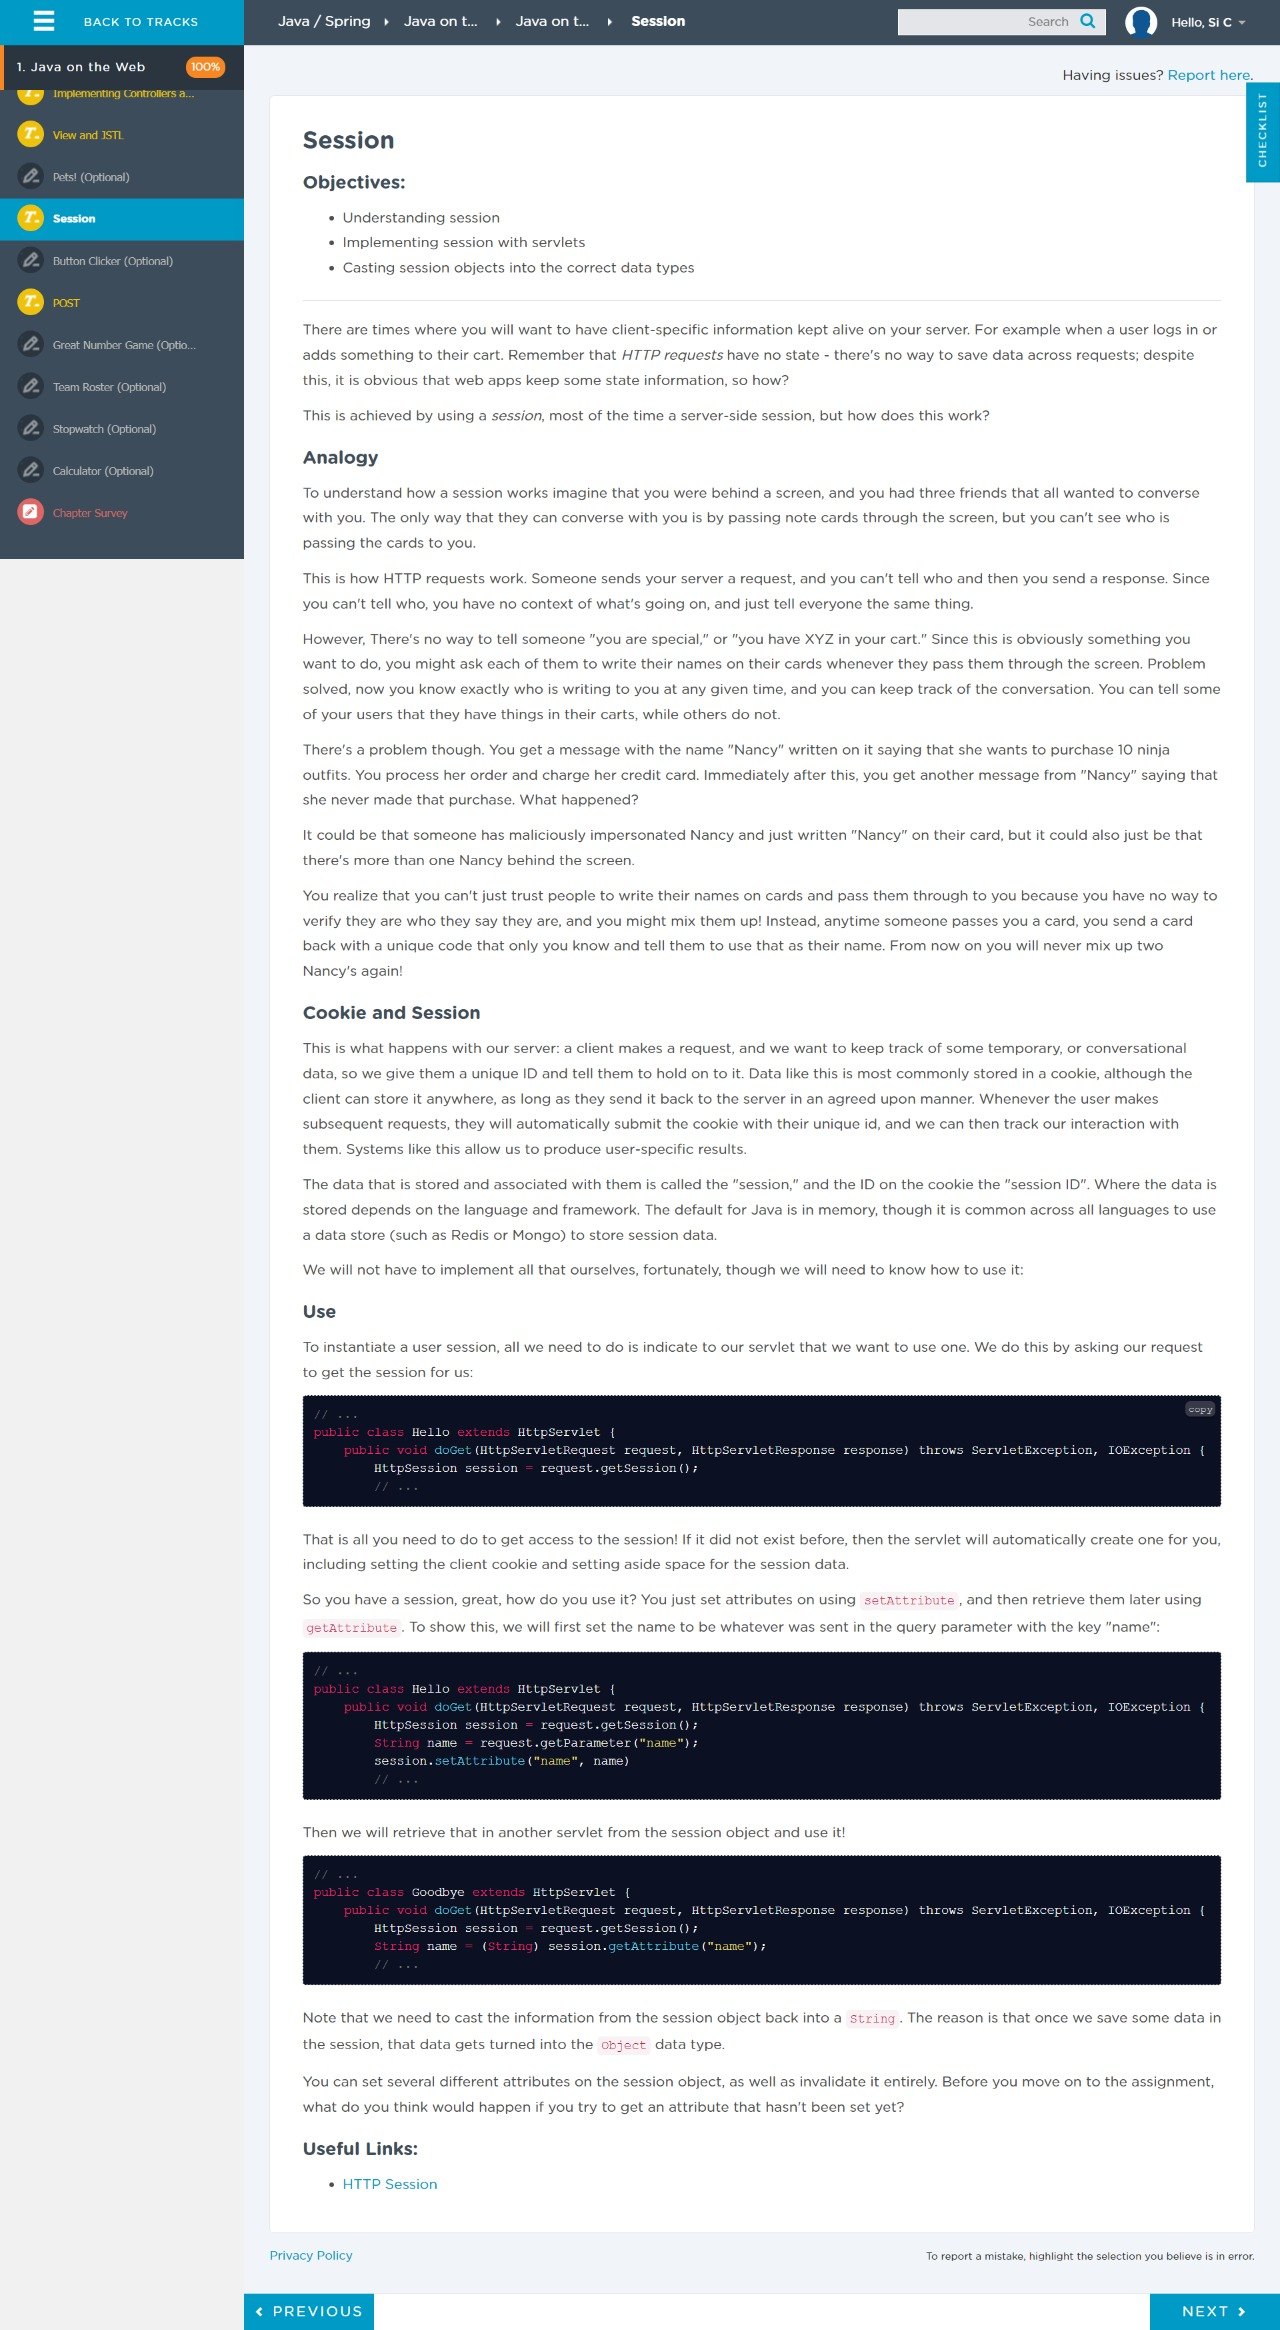 BACK TO TRACKS
Java / Spring
Java on t...
Java on t...
Session
Search
Hello, Si C
1. Java on the Web
100%
Implementing Controllers a...
View and JSTL
Pets! (Optional)
Session
Button Clicker (Optional)
POST
Great Number Game (Optio...
Team Roster (Optional)
Stopwatch (Optional)
Calculator (Optional)
Chapter Survey
Having issues? Report here.
CHECKLIST
Session
Objectives:
• Understanding session
• Implementing session with servlets
• Casting session objects into the correct data types
There are times where you will want to have client-specific information kept alive on your server. For example when a user logs in or
adds something to their cart. Remember that HTTP requests have no state - there's no way to save data across requests; despite
this, it is obvious that web apps keep some state information, so how?
This is achieved by using a session, most of the time a server-side session, but how does this work?
Analogy
To understand how a session works imagine that you were behind a screen, and you had three friends that all wanted to converse
with you. The only way that they can converse with you is by passing note cards through the screen, but you can't see who is
passing the cards to you.
This is how HTTP requests work. Someone sends your server a request, and you can't tell who and then you send a response. Since
you can't tell who, you have no context of what's going on, and just tell everyone the same thing.
However, There's no way to tell someone "you are special," or "you have XYZ in your cart." Since this is obviously something you
want to do, you might ask each of them to write their names on their cards whenever they pass them through the screen. Problem
solved, now you know exactly who is writing to you at any given time, and you can keep track of the conversation. You can tell some
of your users that they have things in their carts, while others do not.
There's a problem though. You get a message with the name "Nancy" written on it saying that she wants to purchase 10 ninja
outfits. You process her order and charge her credit card. Immediately after this, you get another message from "Nancy" saying that
she never made that purchase. What happened?
It could be that someone has maliciously impersonated Nancy and just written "Nancy" on their card, but it could also just be that
there's more than one Nancy behind the screen.
You realize that you can't just trust people to write their names on cards and pass them through to you because you have no way to
verify they are who they say they are, and you might mix them up! Instead, anytime someone passes you a card, you send a card
back with a unique code that only you know and tell them to use that as their name. From now on you will never mix up two
Nancy's again!
Cookie and Session
This is what happens with our server: a client makes a request, and we want to keep track of some temporary, or conversational
data, so we give them a unique ID and tell them to hold on to it. Data like this is most commonly stored in a cookie, although the
client can store it anywhere, as long as they send it back to the server in an agreed upon manner. Whenever the user makes
subsequent requests, they will automatically submit the cookie with their unique id, and we can then track our interaction with
them. Systems like this allow us to produce user-specific results.
The data that is stored and associated with them is called the "session," and the ID on the cookie the "session ID". Where the data is
stored depends on the language and framework. The default for Java is in memory, though it is common across all languages to use
a data store (such as Redis or Mongo) to store session data.
We will not have to implement all that ourselves, fortunately, though we will need to know how to use it:
Use
To instantiate a user session, all we need to do is indicate to our servlet that we want to use one. We do this by asking our request
to get the session for us:
copy
// ...
public class Hello extends HttpServlet {
    public void doGet(HttpServletRequest request, HttpServletResponse response) throws ServletException, IOException {
        HttpSession session = request.getSession();
        // ...
That is all you need to do to get access to the session! If it did not exist before, then the servlet will automatically create one for you,
including setting the client cookie and setting aside space for the session data.
So you have a session, great, how do you use it? You just set attributes on using setAttribute, and then retrieve them later using
getAttribute. To show this, we will first set the name to be whatever was sent in the query parameter with the key "name":
// ...
public class Hello extends HttpServlet {
    public void doGet(HttpServletRequest request, HttpServletResponse response) throws ServletException, IOException {
        HttpSession session = request.getSession();
        String name = request.getParameter("name");
        session.setAttribute("name", name)
        // ...
Then we will retrieve that in another servlet from the session object and use it!
// ...
public class Goodbye extends HttpServlet {
    public void doGet(HttpServletRequest request, HttpServletResponse response) throws ServletException, IOException {
        HttpSession session = request.getSession();
        String name = (String) session.getAttribute("name");
        // ...
Note that we need to cast the information from the session object back into a String. The reason is that once we save some data in
the session, that data gets turned into the Object data type.
You can set several different attributes on the session object, as well as invalidate it entirely. Before you move on to the assignment,
what do you think would happen if you try to get an attribute that hasn't been set yet?
Useful Links:
• HTTP Session
Privacy Policy
To report a mistake, highlight the selection you believe is in error.
PREVIOUS
NEXT